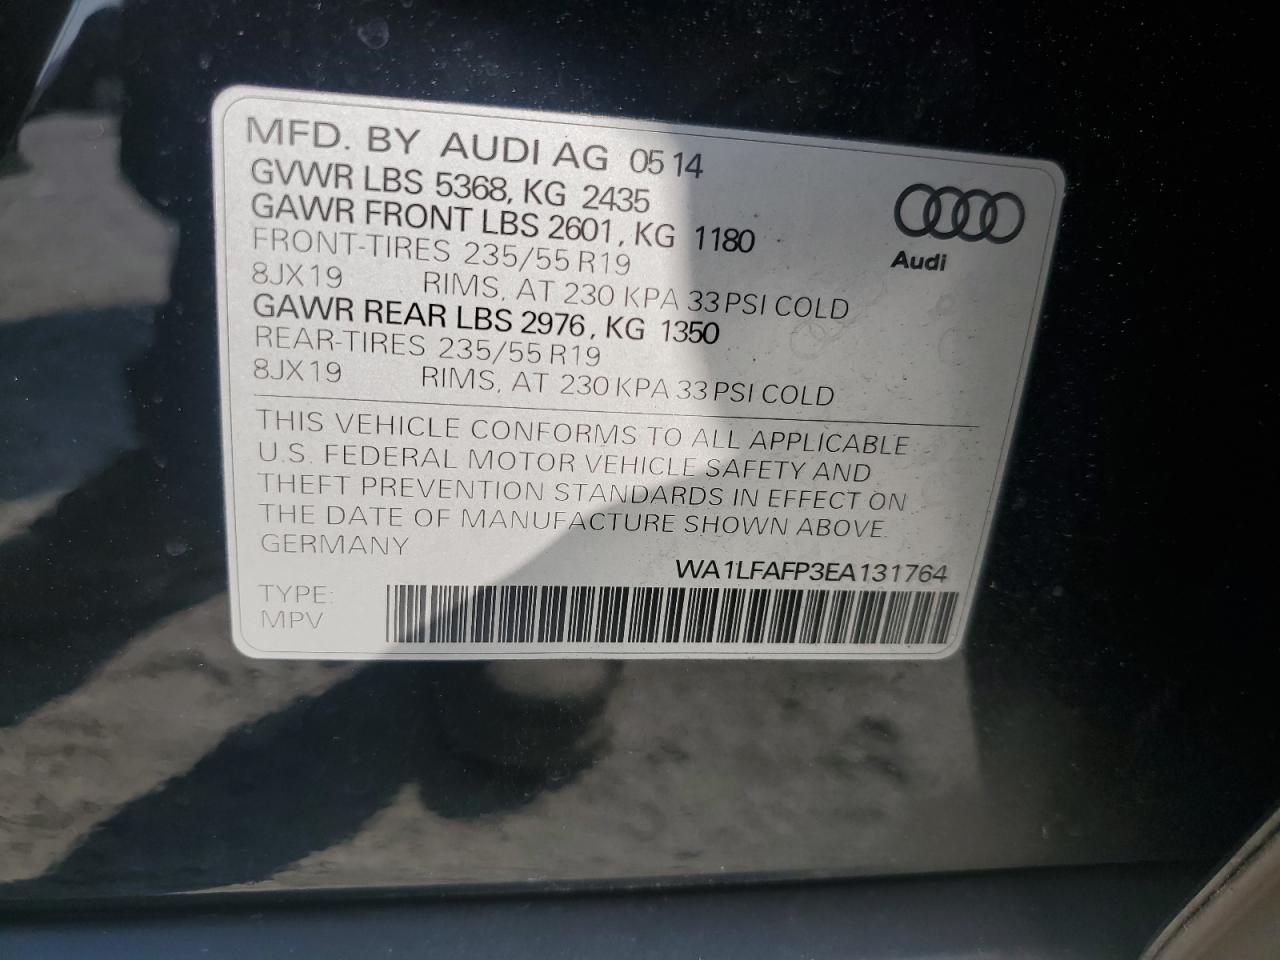 MFD. BY AUDI AG 05 14
GVWR LBS 5368, KG 2435
GAWR FRONT LBS 2601, KG 1180
FRONT-TIRES 235/55 R19
8JX19 RIMS, AT 230 KPA 33 PSI COLD
GAWR REAR LBS 2976, KG 1350
REAR-TIRES 235/55 R19
8JX19 RIMS, AT 230 KPA 33 PSI COLD
Audi
THIS VEHICLE CONFORMS TO ALL APPLICABLE
U.S. FEDERAL MOTOR VEHICLE SAFETY AND
THEFT PREVENTION STANDARDS IN EFFECT ON
THE DATE OF MANUFACTURE SHOWN ABOVE.
GERMANY
WA1LFAFP3EA131764
TYPE:
MPV